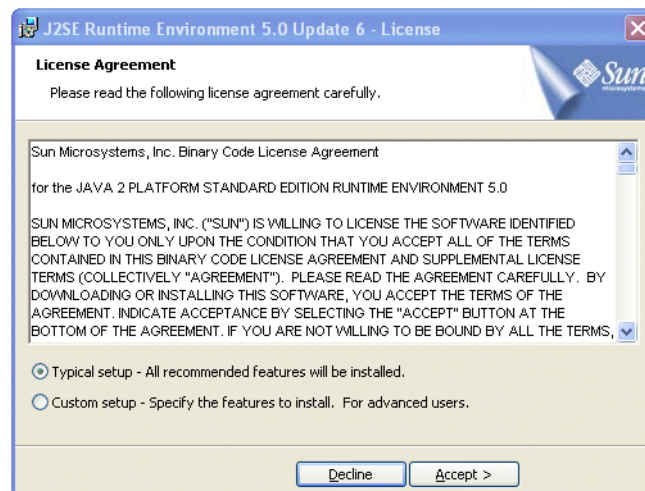 J2SE Runtime Environment 5.0 Update 6 - License
License Agreement
Please read the following license agreement carefully.
Sun
microsystems
Sun Microsystems, Inc. Binary Code License Agreement
for the JAVA 2 PLATFORM STANDARD EDITION RUNTIME ENVIRONMENT 5.0
SUN MICROSYSTEMS, INC. ("SUN") IS WILLING TO LICENSE THE SOFTWARE IDENTIFIED
BELOW TO YOU ONLY UPON THE CONDITION THAT YOU ACCEPT ALL OF THE TERMS
CONTAINED IN THIS BINARY CODE LICENSE AGREEMENT AND SUPPLEMENTAL LICENSE
TERMS (COLLECTIVELY "AGREEMENT").  PLEASE READ THE AGREEMENT CAREFULLY.  BY
DOWNLOADING OR INSTALLING THIS SOFTWARE, YOU ACCEPT THE TERMS OF THE
AGREEMENT. INDICATE ACCEPTANCE BY SELECTING THE "ACCEPT" BUTTON AT THE
BOTTOM OF THE AGREEMENT. IF YOU ARE NOT WILLING TO BE BOUND BY ALL THE TERMS,
Typical setup - All recommended features will be installed.
Custom setup - Specify the features to install.  For advanced users.
Decline
Accept >